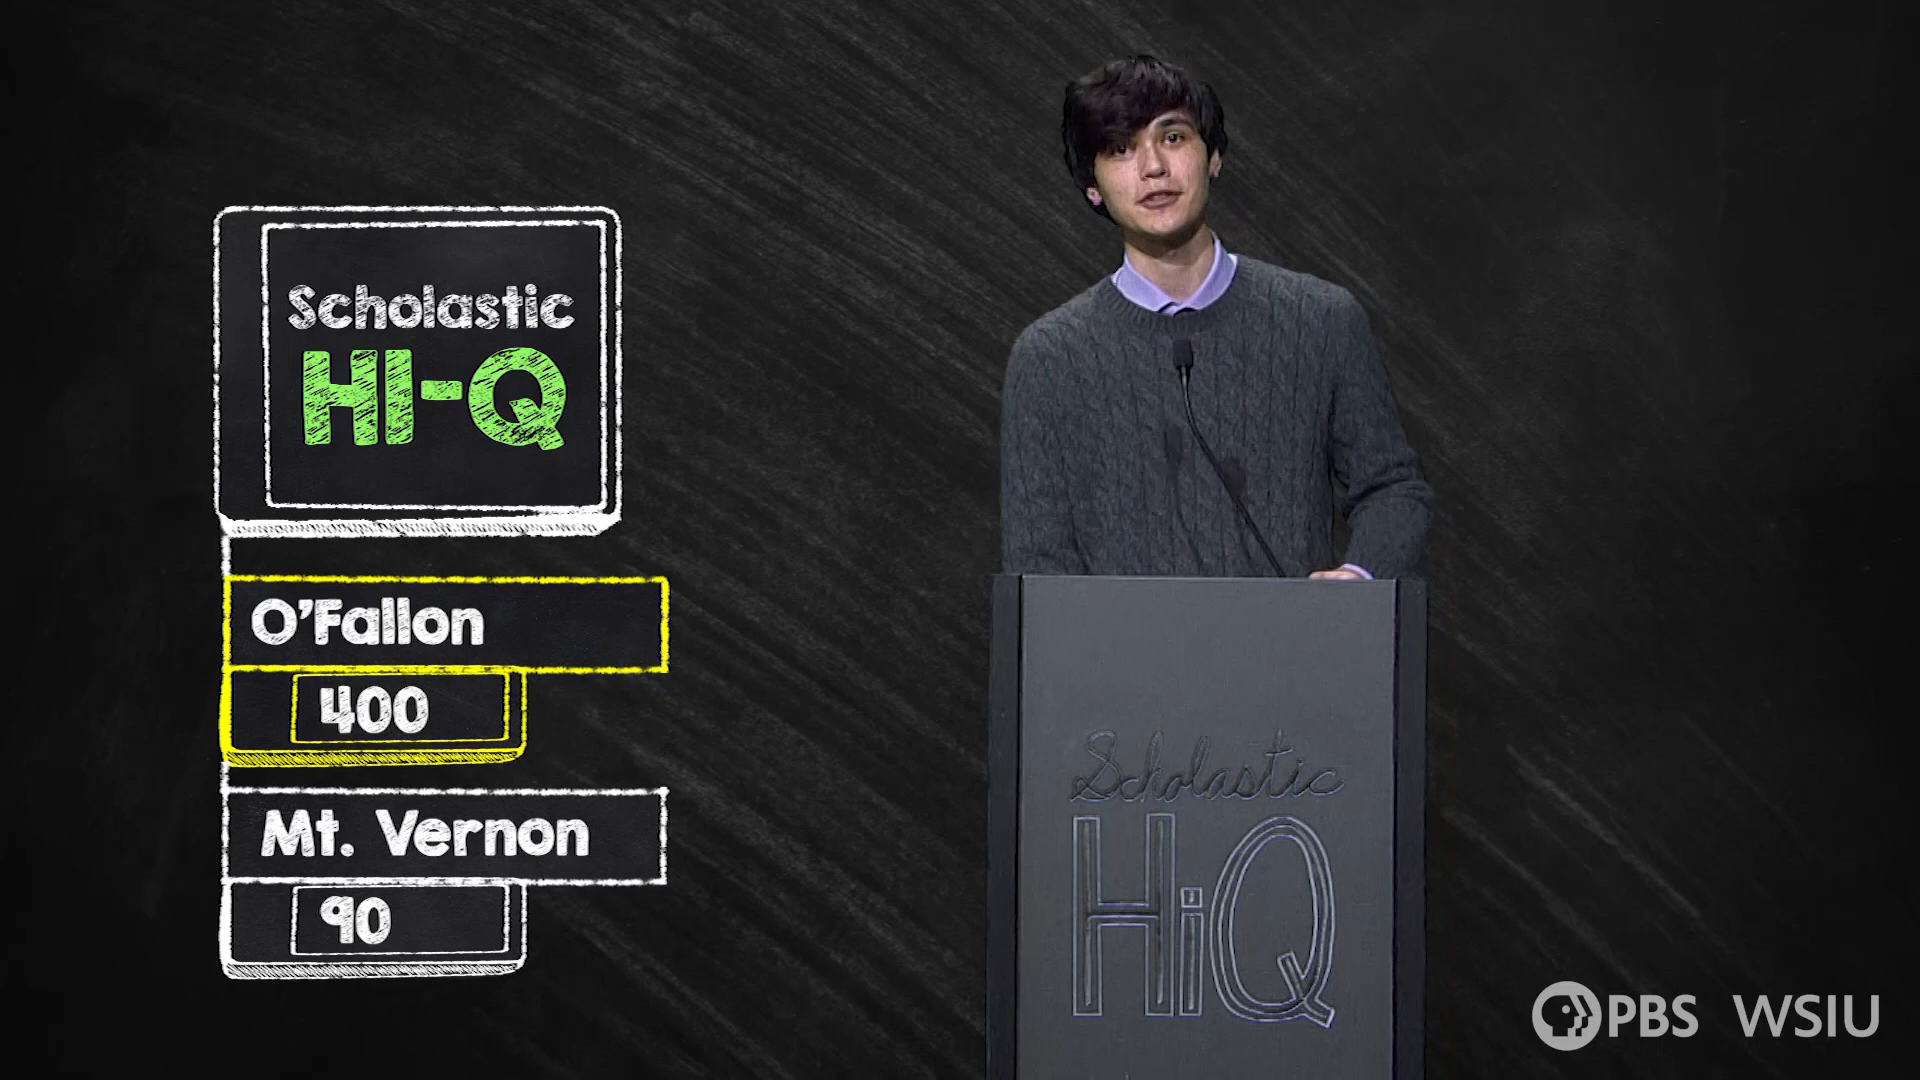 Scholastic
HI-Q
O'Fallon
400
Mt. Vernon
90
Scholastic
HiQ
PBS WSIU